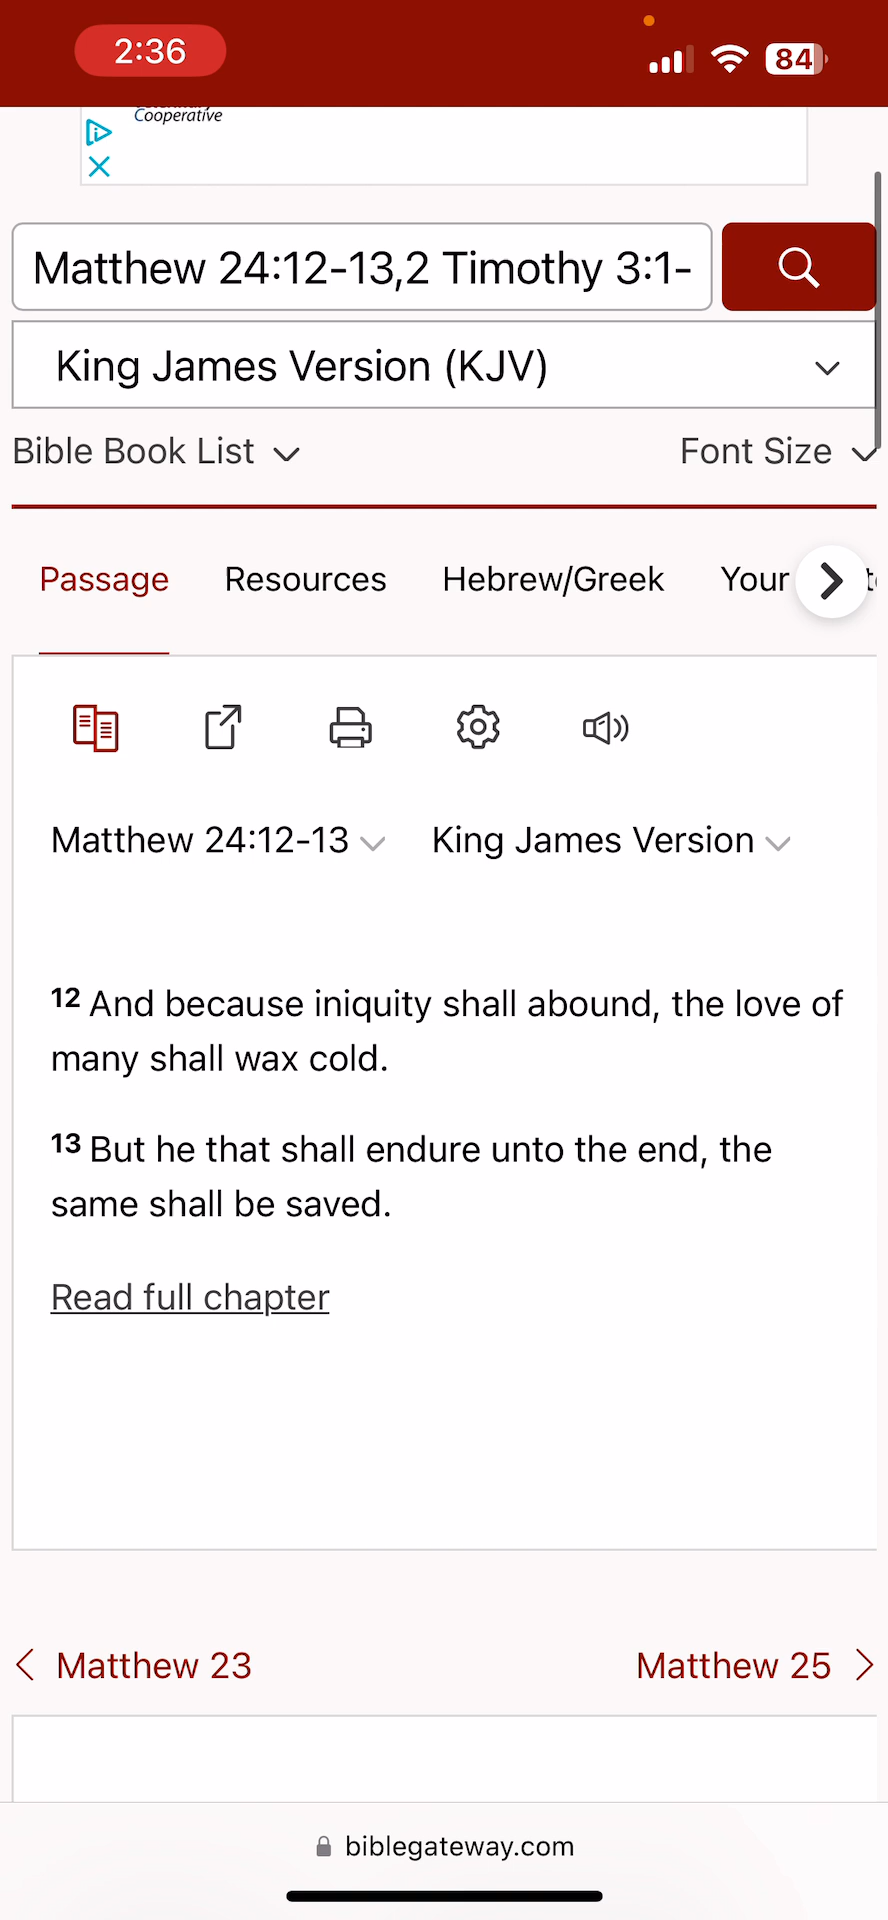 2:36
84
Cooperative
Matthew 24:12-13,2 Timothy 3:1-
King James Version (KJV)
Bible Book List
Font Size
Passage Resources Hebrew/Greek Your
Matthew 24:12-13 King James Version
12 And because iniquity shall abound, the love of
many shall wax cold.
13 But he that shall endure unto the end, the
same shall be saved.
Read full chapter
Matthew 23
Matthew 25
biblegateway.com